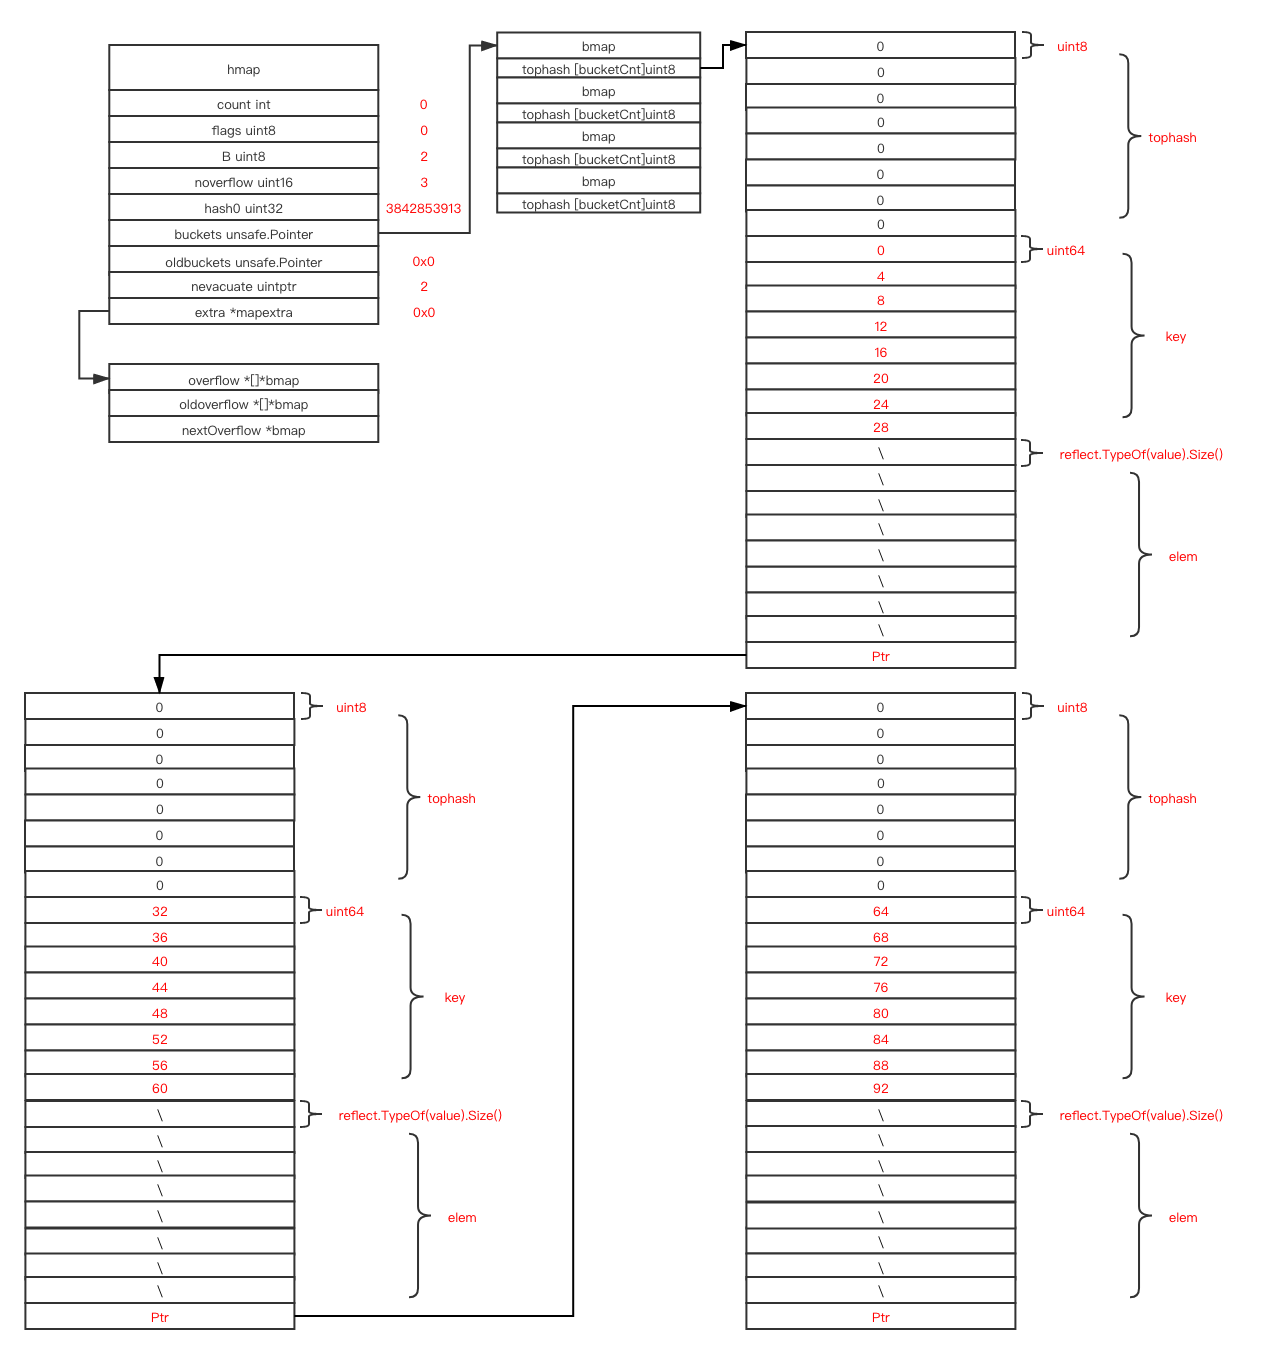 hmap
count int 0
flags uint8 0
B uint8 2
noverflow uint16 3
hash0 uint32 3842853913
buckets unsafe.Pointer
oldbuckets unsafe.Pointer 0x0
nevacuate uintptr 2
extra *mapextra 0x0
overflow *[]*bmap
oldoverflow *[]*bmap
nextOverflow *bmap
bmap
tophash [bucketCnt]uint8
bmap
tophash [bucketCnt]uint8
bmap
tophash [bucketCnt]uint8
bmap
tophash [bucketCnt]uint8
0 uint8
0
0
0
0 tophash
0
0
0
0 uint64
4
8
12 key
16
20
24
28
\ reflect.TypeOf(value).Size()
\
\
\
\ elem
\
\
\
Ptr
0 uint8
0
0
0
0 tophash
0
0
0
32 uint64
36
40
44 key
48
52
56
60
\ reflect.TypeOf(value).Size()
\
\
\
\ elem
\
\
\
Ptr
0 uint8
0
0
0
0 tophash
0
0
0
64 uint64
68
72
76 key
80
84
88
92
\ reflect.TypeOf(value).Size()
\
\
\
\ elem
\
\
\
Ptr